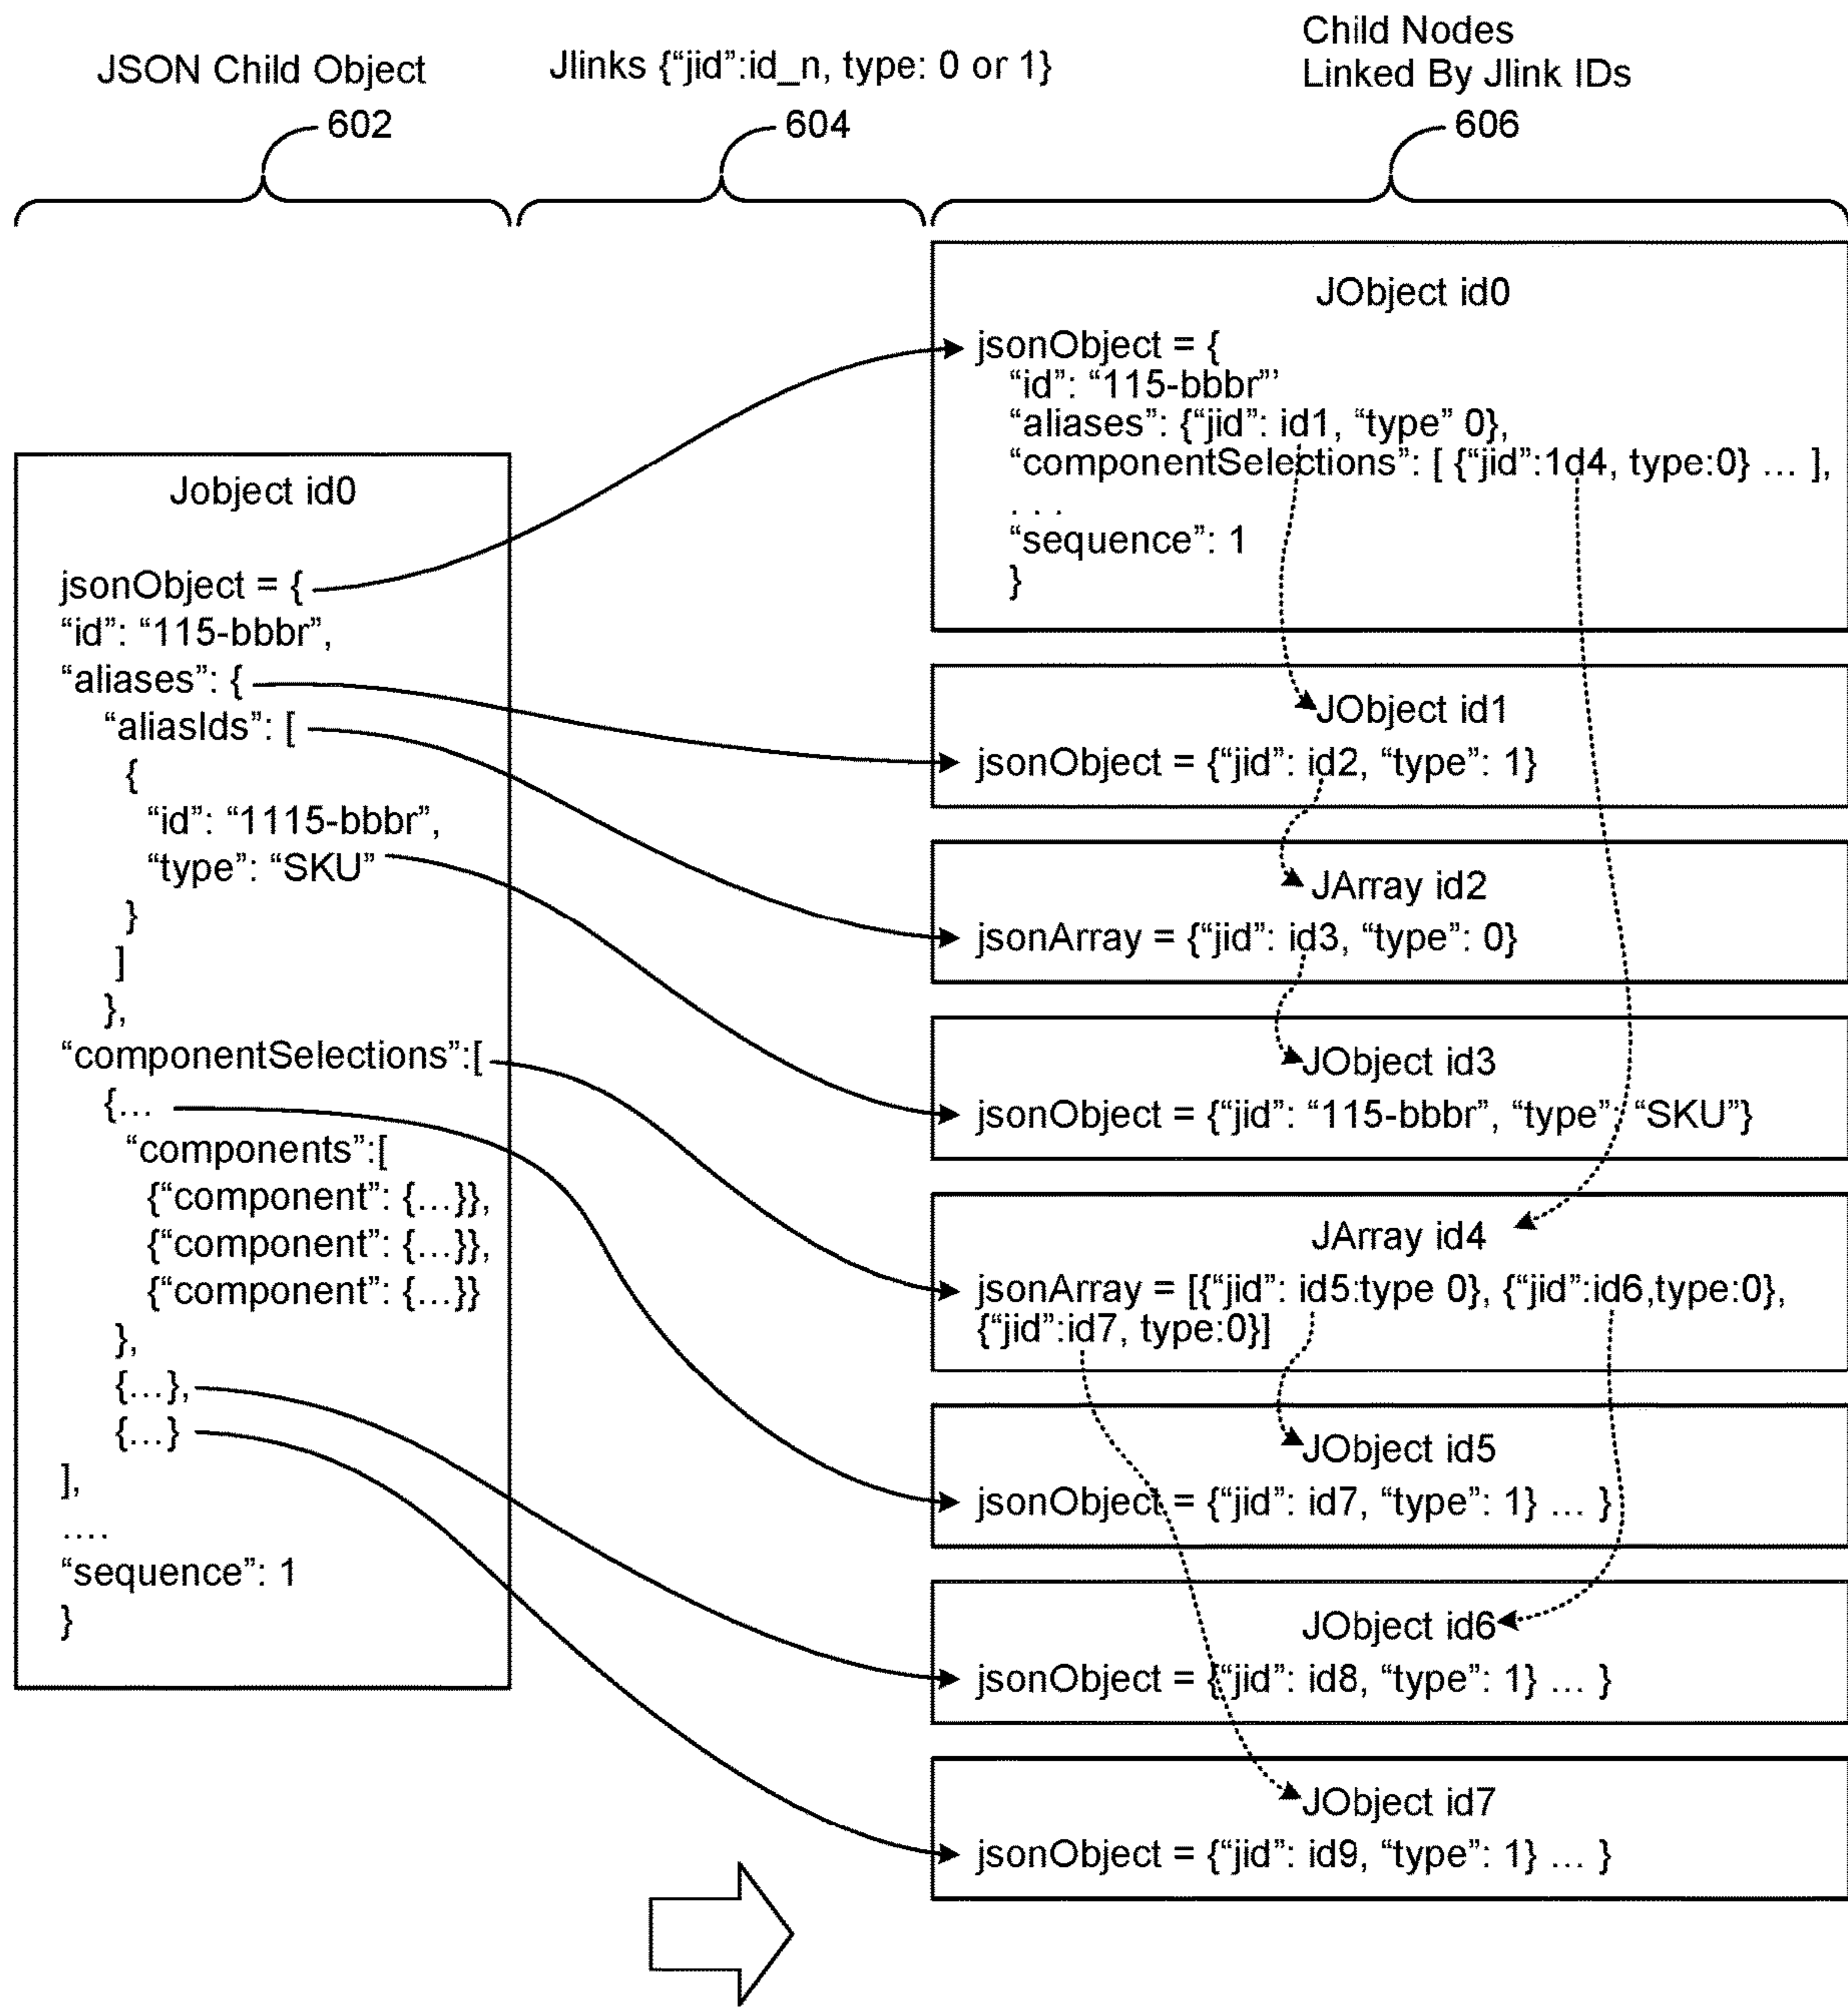 JSON Child Object
602
Jlinks {“jid”:id_n, type: 0 or 1}
604
Child Nodes
Linked By Jlink IDs
606
Jobject id0
jsonObject = {
“id”: “115-bbbr”,
“aliases”: {
“aliasIds”: [
{
“id”: “1115-bbbr”,
“type”: “SKU”
}
]
},
“componentSelections”:[
{...
“components”:[
{“component”: {...}},
{“component”: {...}},
{“component”: {...}}
},
{...},
{...}
],
....
“sequence”: 1
}
JObject id0
jsonObject = {
“id”: “115-bbbr”’
“aliases”: {“jid”: id1, “type” 0},
“componentSelections”: [ {“jid”:1d4, type:0} ... ],
. . .
“sequence”: 1
}
JObject id1
jsonObject = {“jid”: id2, “type”: 1}
JArray id2
jsonArray = {“jid”: id3, “type”: 0}
JObject id3
jsonObject = {“jid”: “115-bbbr”, “type”: “SKU”}
JArray id4
jsonArray = [{“jid”: id5:type 0}, {“jid”:id6,type:0},
{“jid”:id7, type:0}]
JObject id5
jsonObject = {“jid”: id7, “type”: 1} ... }
JObject id6
jsonObject = {“jid”: id8, “type”: 1} ... }
JObject id7
jsonObject = {“jid”: id9, “type”: 1} ... }